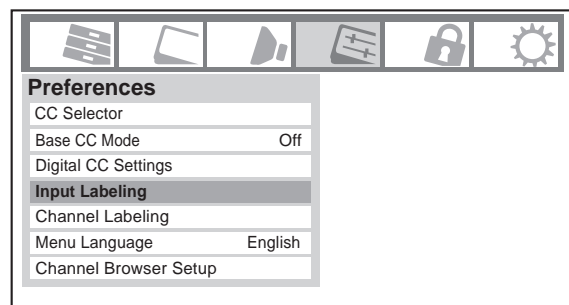 Preferences
CC Selector
Base CC Mode Off
Digital CC Settings
Input Labeling
Channel Labeling
Menu Language English
Channel Browser Setup